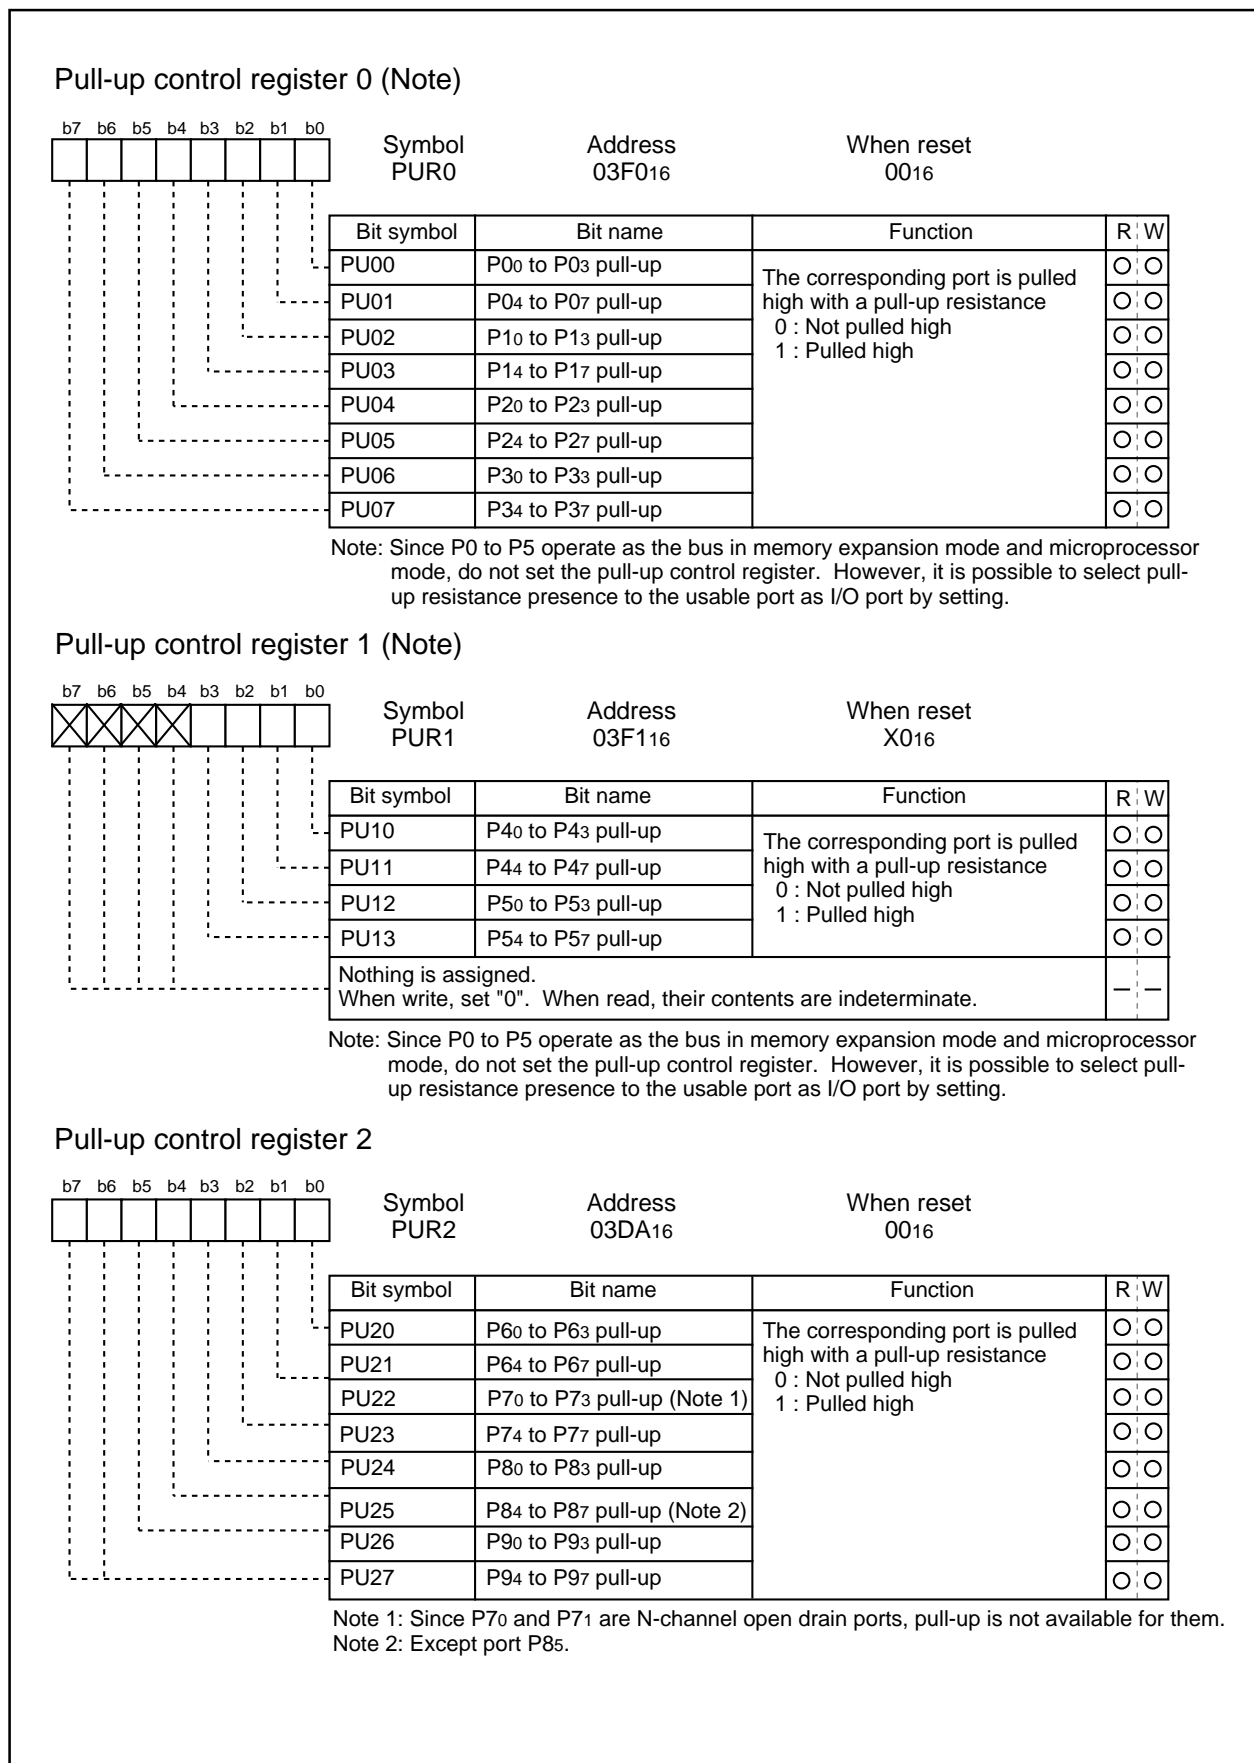 Pull-up control register 0 (Note)
b7 b6 b5 b4 b3 b2 b1 b0
Symbol Address When reset
PUR0 03F016 0016
Bit symbol Bit name Function R W
PU00 P00 to P03 pull-up The corresponding port is pulled
PU01 P04 to P07 pull-up high with a pull-up resistance
PU02 P10 to P13 pull-up 0 : Not pulled high
PU03 P14 to P17 pull-up 1 : Pulled high
PU04 P20 to P23 pull-up
PU05 P24 to P27 pull-up
PU06 P30 to P33 pull-up
PU07 P34 to P37 pull-up
Note: Since P0 to P5 operate as the bus in memory expansion mode and microprocessor
mode, do not set the pull-up control register. However, it is possible to select pull-
up resistance presence to the usable port as I/O port by setting.
Pull-up control register 1 (Note)
b7 b6 b5 b4 b3 b2 b1 b0
Symbol Address When reset
PUR1 03F116 X016
Bit symbol Bit name Function R W
PU10 P40 to P43 pull-up The corresponding port is pulled
PU11 P44 to P47 pull-up high with a pull-up resistance
PU12 P50 to P53 pull-up 0 : Not pulled high
PU13 P54 to P57 pull-up 1 : Pulled high
Nothing is assigned.
When write, set "0". When read, their contents are indeterminate. — —
Note: Since P0 to P5 operate as the bus in memory expansion mode and microprocessor
mode, do not set the pull-up control register. However, it is possible to select pull-
up resistance presence to the usable port as I/O port by setting.
Pull-up control register 2
b7 b6 b5 b4 b3 b2 b1 b0
Symbol Address When reset
PUR2 03DA16 0016
Bit symbol Bit name Function R W
PU20 P60 to P63 pull-up The corresponding port is pulled
PU21 P64 to P67 pull-up high with a pull-up resistance
PU22 P70 to P73 pull-up (Note 1) 0 : Not pulled high
PU23 P74 to P77 pull-up 1 : Pulled high
PU24 P80 to P83 pull-up
PU25 P84 to P87 pull-up (Note 2)
PU26 P90 to P93 pull-up
PU27 P94 to P97 pull-up
Note 1: Since P70 and P71 are N-channel open drain ports, pull-up is not available for them.
Note 2: Except port P85.